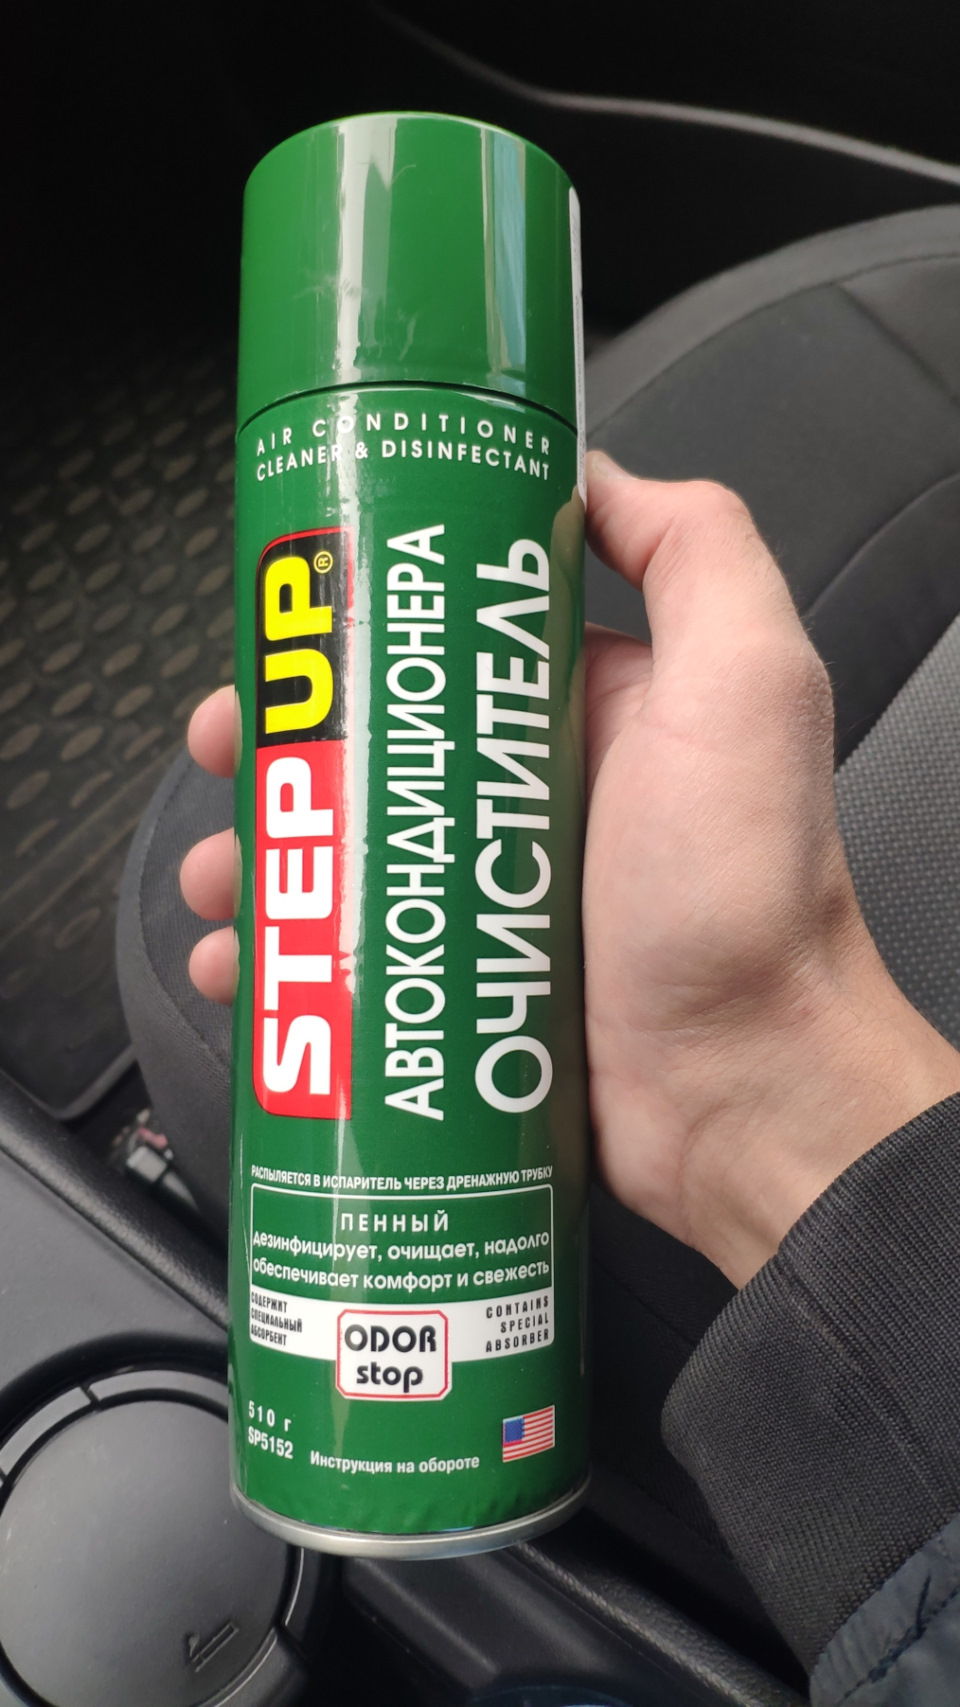 AIR CONDITIONER
CLEANER & DISINFECTANT
STEP UP®
АВТОКОНДИЦИОНЕРА
ОЧИСТИТЕЛЬ
РАСПЫЛЯЕТСЯ В ИСПАРИТЕЛЬ ЧЕРЕЗ ДРЕНАЖНУЮ ТРУБКУ
ПЕННЫЙ
дезинфицирует, очищает, надолго
обеспечивает комфорт и свежесть
СОДЕРЖИТ
СПЕЦИАЛЬНЫЙ
АБСОРБЕНТ
ODOR
stop
CONTAINS
SPECIAL
ABSORBER
510 г
SP5152
Инструкция на обороте